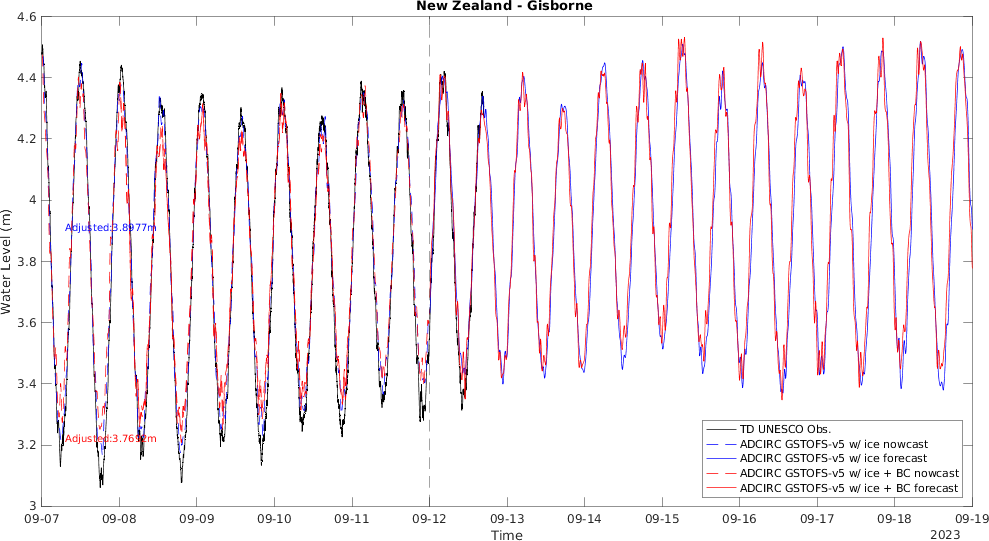 New Zealand - Gisborne
4.6
4.4
4.2
4
3.8
3.6
3.4
3.2
3
Water Level (m)
Adjusted:3.8977m
Adjusted:3.7692m
TD UNESCO Obs.
ADCIRC GSTOFS-v5 w/ ice nowcast
ADCIRC GSTOFS-v5 w/ ice forecast
ADCIRC GSTOFS-v5 w/ ice + BC nowcast
ADCIRC GSTOFS-v5 w/ ice + BC forecast
09-07 09-08 09-09 09-10 09-11 09-12 09-13 09-14 09-15 09-16 09-17 09-18 09-19
Time
2023